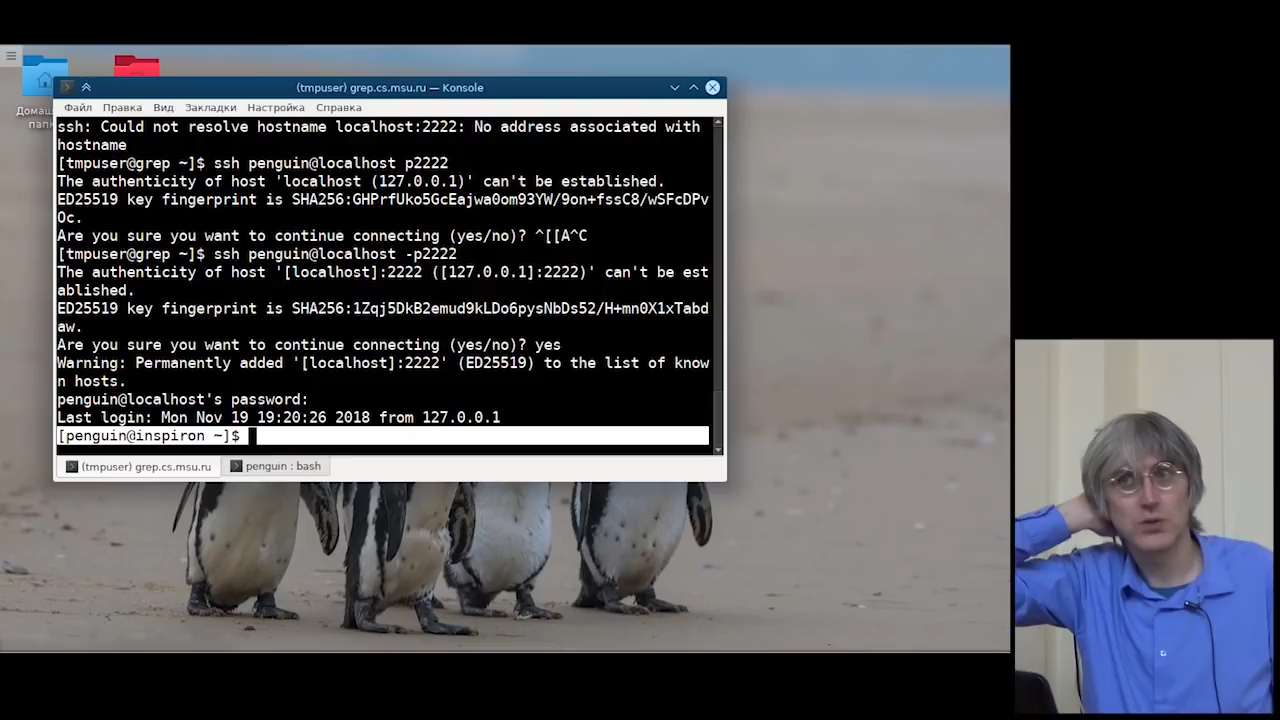 Домаш
папк
(tmpuser) grep.cs.msu.ru — Konsole
Файл Правка Вид Закладки Настройка Справка
ssh: Could not resolve hostname localhost:2222: No address associated with
hostname
[tmpuser@grep ~]$ ssh penguin@localhost p2222
The authenticity of host 'localhost (127.0.0.1)' can't be established.
ED25519 key fingerprint is SHA256:GHPrfUko5GcEajwa0om93YW/9on+fssC8/wSFcDPv
Oc.
Are you sure you want to continue connecting (yes/no)? ^[[A^C
[tmpuser@grep ~]$ ssh penguin@localhost -p2222
The authenticity of host '[localhost]:2222 ([127.0.0.1]:2222)' can't be est
ablished.
ED25519 key fingerprint is SHA256:1Zqj5DkB2emud9kLDo6pysNbDs52/H+mn0X1xTabd
aw.
Are you sure you want to continue connecting (yes/no)? yes
Warning: Permanently added '[localhost]:2222' (ED25519) to the list of know
n hosts.
penguin@localhost's password:
Last login: Mon Nov 19 19:20:26 2018 from 127.0.0.1
[penguin@inspiron ~]$
(tmpuser) grep.cs.msu.ru penguin : bash